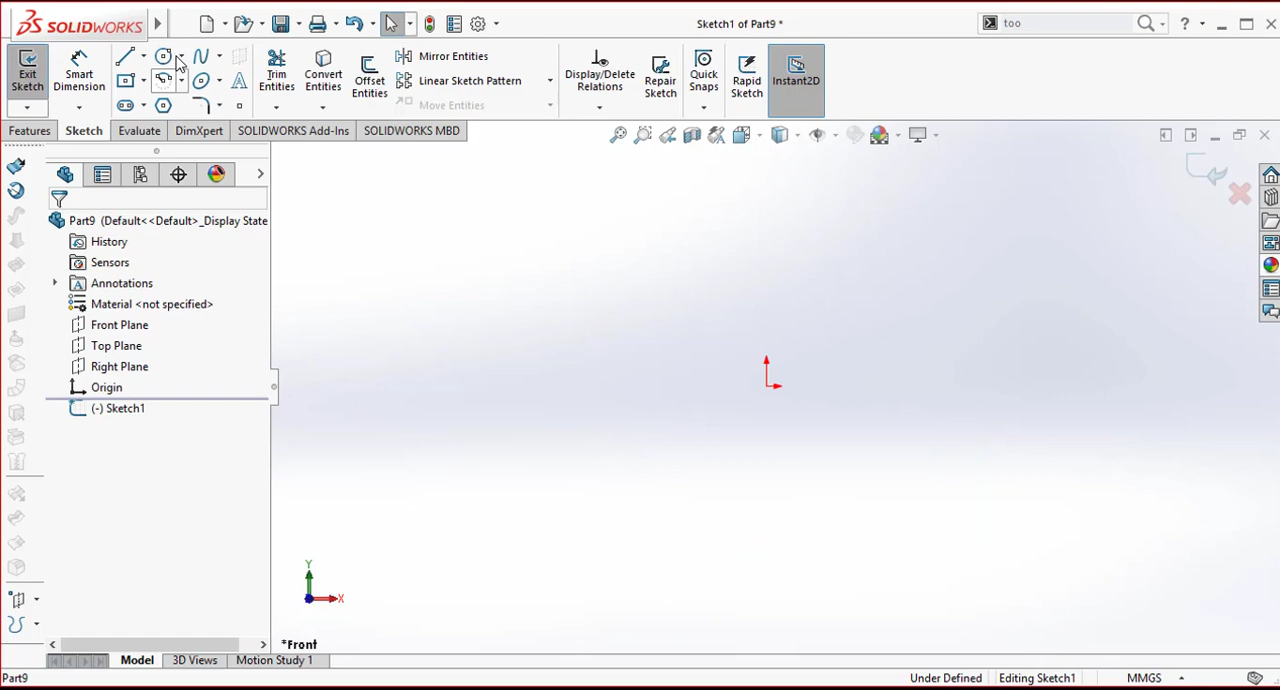 SOLIDWORKS
Sketch1 of Part9 *
too
?
Exit Sketch
Smart Dimension
Trim Entities
Convert Entities
Offset Entities
Mirror Entities
Linear Sketch Pattern
Move Entities
Display/Delete Relations
Repair Sketch
Quick Snaps
Rapid Sketch
Instant2D
Features Sketch Evaluate DimXpert SOLIDWORKS Add-Ins SOLIDWORKS MBD
Part9 (Default<<Default>_Display State
History
Sensors
Annotations
Material <not specified>
Front Plane
Top Plane
Right Plane
Origin
(-) Sketch1
Y
X
*Front
Model 3D Views Motion Study 1
Part9 Under Defined Editing Sketch1 MMGS